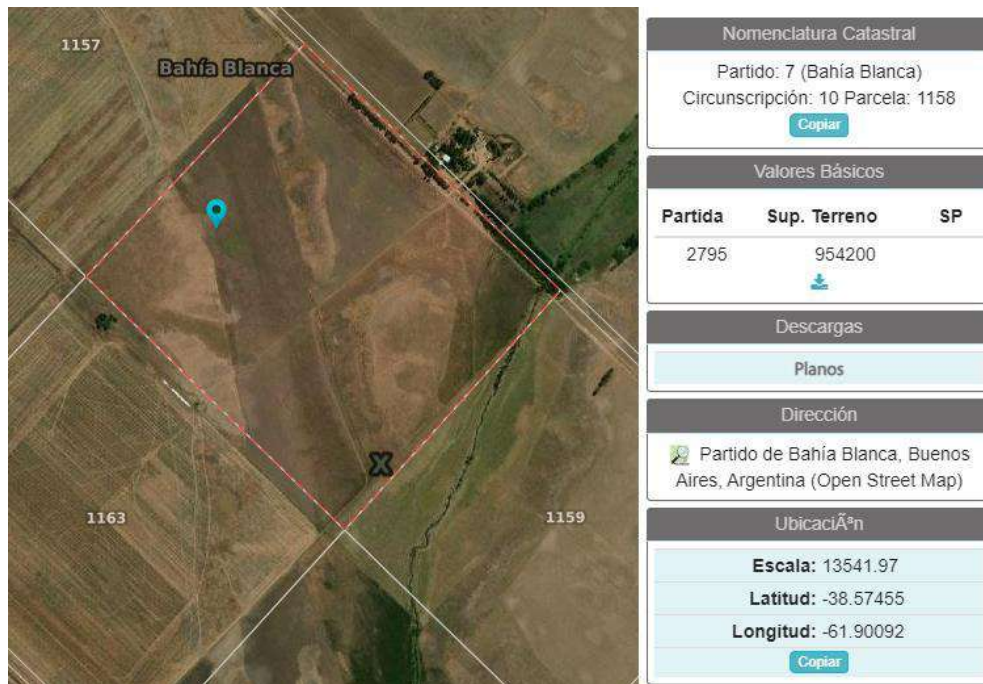 1157
Bahía Blanca
X
1163
1159
Nomenclatura Catastral
Partido: 7 (Bahía Blanca)
Circunscripción: 10 Parcela: 1158
Copiar
Valores Básicos
Partida Sup. Terreno SP
2795 954200
Descargas
Planos
Dirección
Partido de Bahía Blanca, Buenos
Aires, Argentina (Open Street Map)
UbicaciÃªn
Escala: 13541.97
Latitud: -38.57455
Longitud: -61.90092
Copiar